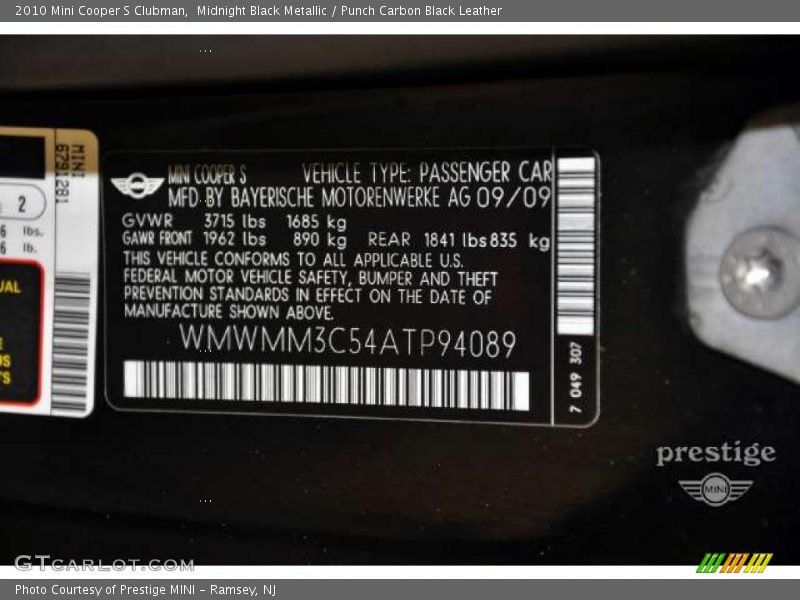 2010 Mini Cooper S Clubman, Midnight Black Metallic / Punch Carbon Black Leather
MINI
6791281
2
6 lbs.
6 lb.
UAL
E
DS
TS
MINI COOPER S VEHICLE TYPE: PASSENGER CAR
MFD BY BAYERISCHE MOTORENWERKE AG 09/09
GVWR 3715 lbs 1685 kg
GAWR FRONT 1962 lbs 890 kg REAR 1841 lbs 835 kg
THIS VEHICLE CONFORMS TO ALL APPLICABLE U.S.
FEDERAL MOTOR VEHICLE SAFETY, BUMPER AND THEFT
PREVENTION STANDARDS IN EFFECT ON THE DATE OF
MANUFACTURE SHOWN ABOVE.
WMWMM3C54ATP94089
7 049 307
prestige
MINI
GTcarlot.com
Photo Courtesy of Prestige MINI - Ramsey, NJ